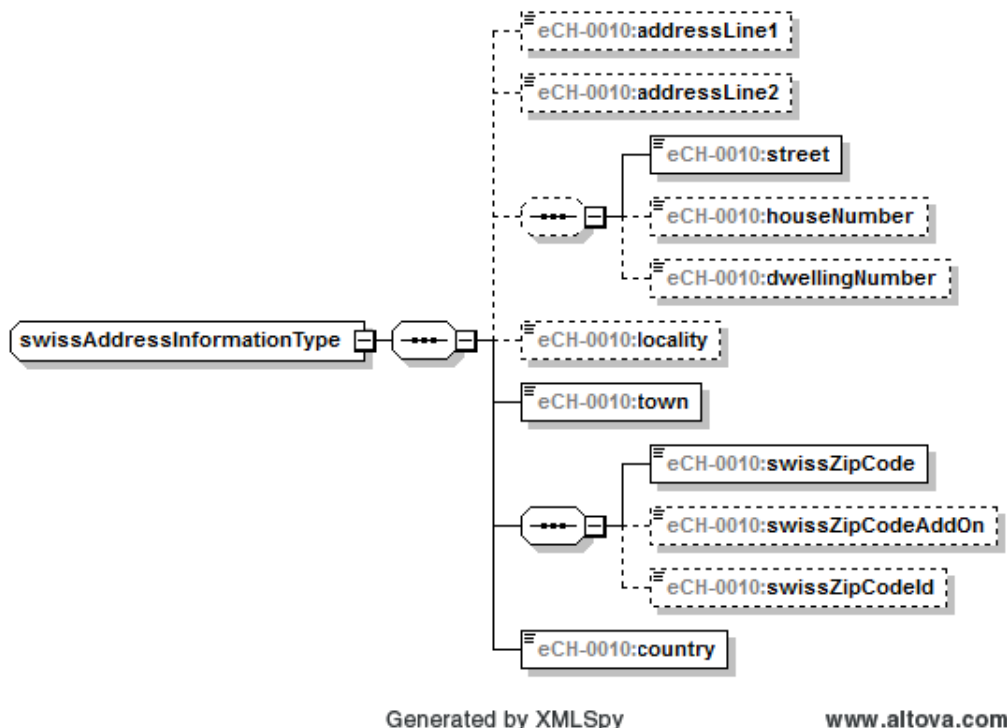 eCH-0010:addressLine1
eCH-0010:addressLine2
eCH-0010:street
eCH-0010:houseNumber
eCH-0010:dwellingNumber
swissAddressInformationType
eCH-0010:locality
eCH-0010:town
eCH-0010:swissZipCode
eCH-0010:swissZipCodeAddOn
eCH-0010:swissZipCodeId
eCH-0010:country
Generated by XMLSpy www.altova.com